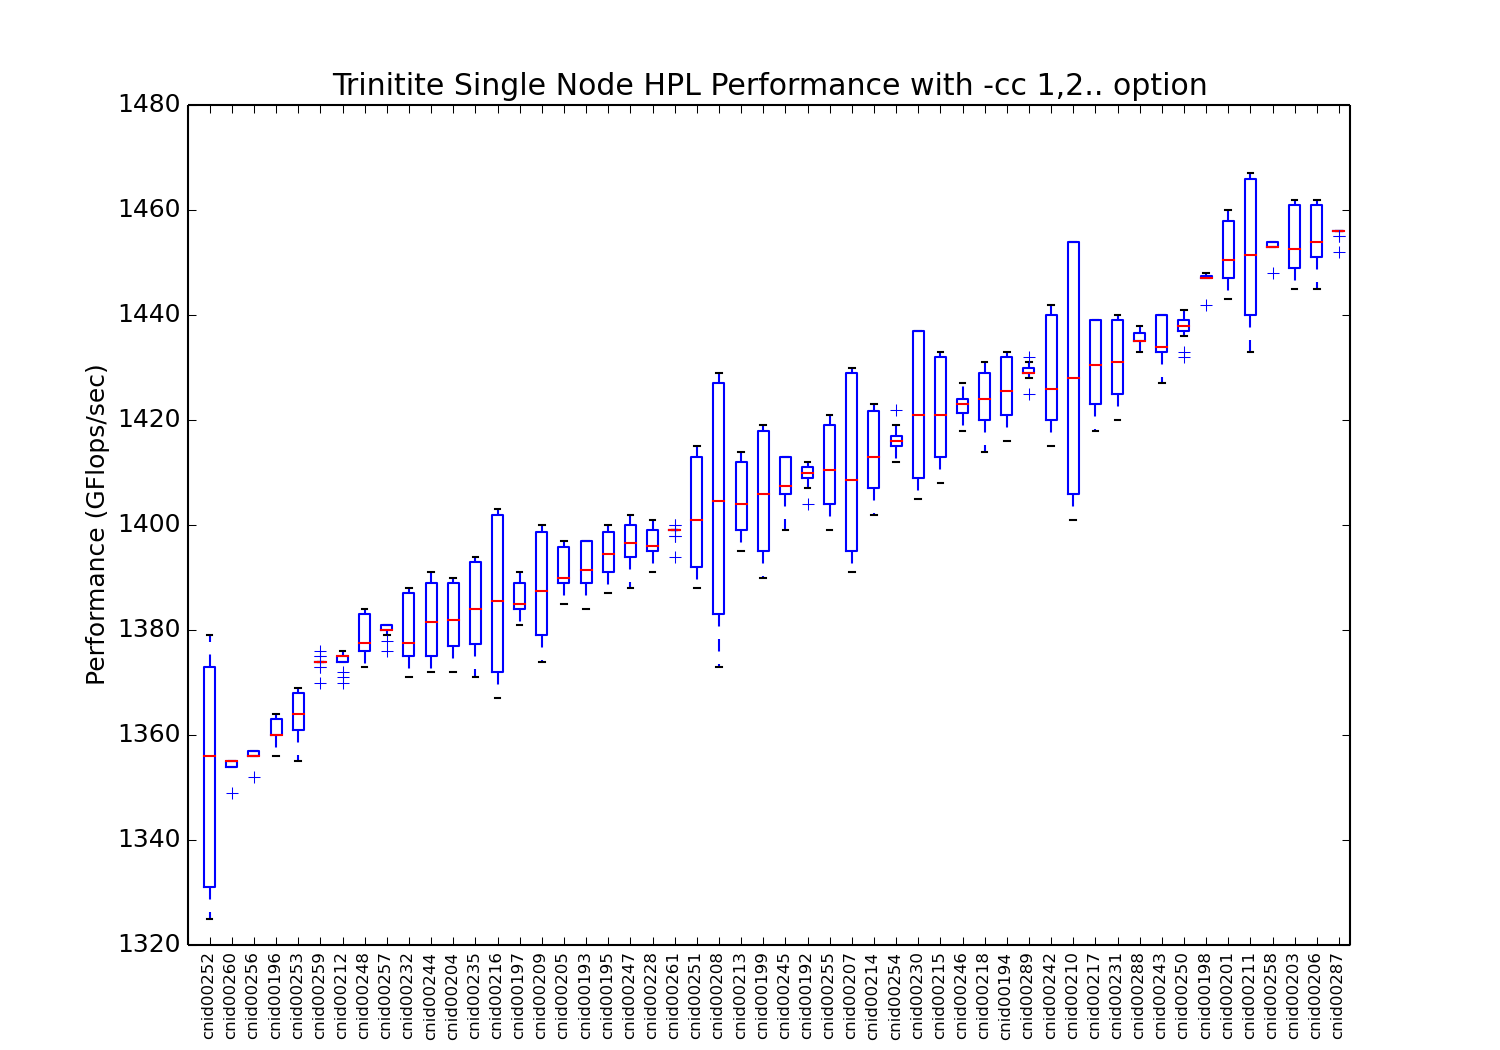 Trinitite Single Node HPL Performance with -cc 1,2.. option
Performance (GFlops/sec)
1480
1460
1440
1420
1400
1380
1360
1340
1320
cnid00252
cnid00260
cnid00256
cnid00196
cnid00253
cnid00259
cnid00212
cnid00248
cnid00257
cnid00232
cnid00244
cnid00204
cnid00235
cnid00216
cnid00197
cnid00209
cnid00205
cnid00193
cnid00195
cnid00247
cnid00228
cnid00261
cnid00251
cnid00208
cnid00213
cnid00199
cnid00245
cnid00192
cnid00255
cnid00207
cnid00214
cnid00254
cnid00230
cnid00215
cnid00246
cnid00218
cnid00194
cnid00289
cnid00242
cnid00210
cnid00217
cnid00231
cnid00288
cnid00243
cnid00250
cnid00198
cnid00201
cnid00211
cnid00258
cnid00203
cnid00206
cnid00287